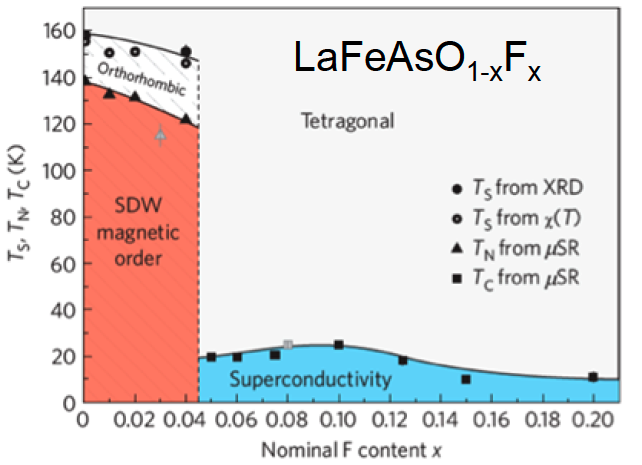 LaFeAsO1-xFx
160
140
120
100
80
60
40
20
0
TS, TN, TC (K)
Orthorhombic
Tetragonal
SDW
magnetic
order
TS from XRD
TS from χ(T)
TN from μSR
TC from μSR
Superconductivity
0 0.02 0.04 0.06 0.08 0.10 0.12 0.14 0.16 0.18 0.20
Nominal F content x